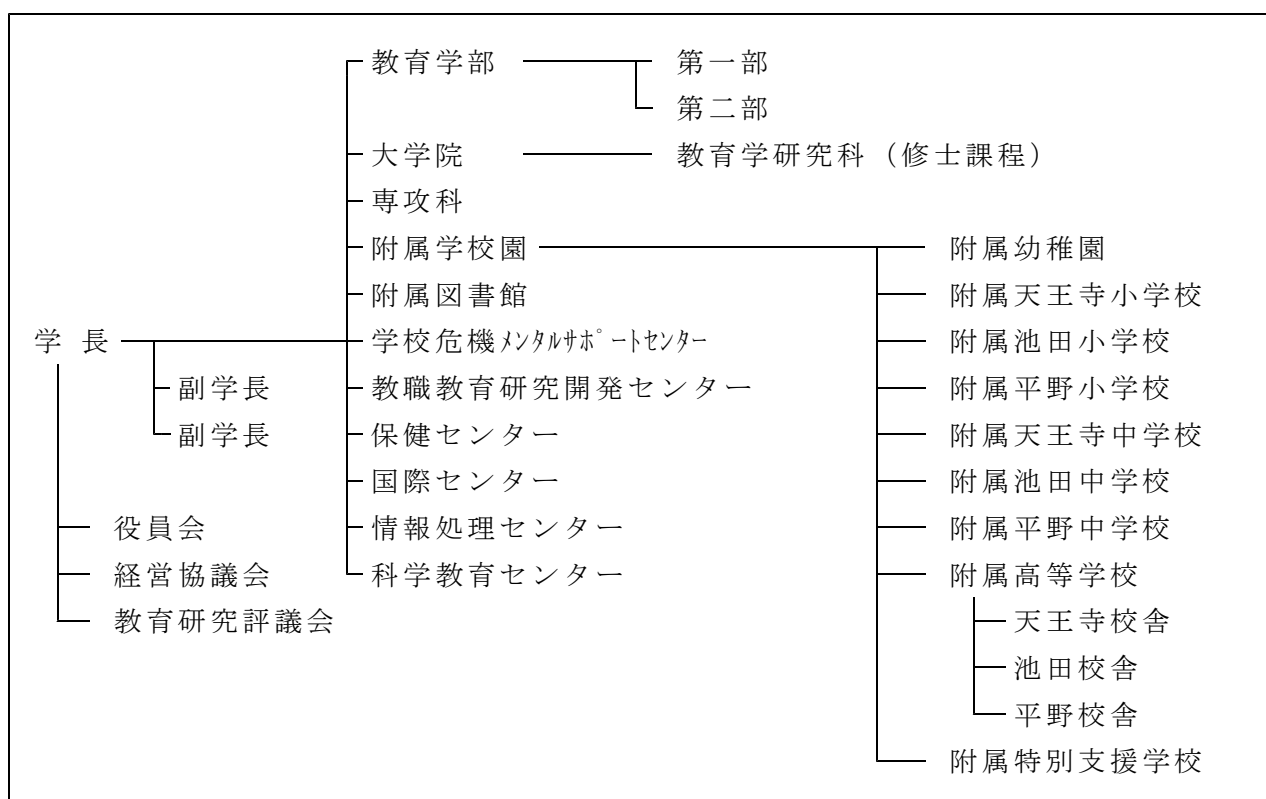 教育学部 第一部
第二部
大学院 教育学研究科（修士課程）
専攻科
附属学校園 附属幼稚園
附属図書館 附属天王寺小学校
学長 学校危機ﾒﾝﾀﾙｻﾎﾟｰﾄｾﾝﾀｰ 附属池田小学校
副学長 教職教育研究開発センター 附属平野小学校
副学長 保健センター 附属天王寺中学校
国際センター 附属池田中学校
役員会 情報処理センター 附属平野中学校
経営協議会 科学教育センター 附属高等学校
教育研究評議会 天王寺校舎
池田校舎
平野校舎
附属特別支援学校